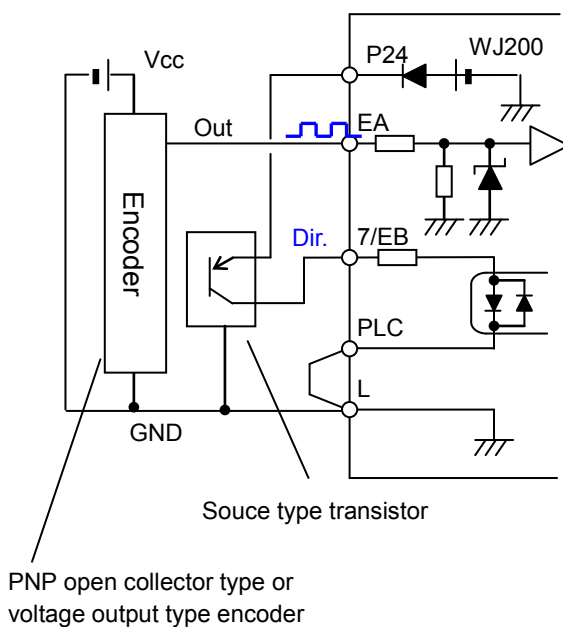 P24
WJ200
Vcc
Out
EA
Encoder
Dir.
7/EB
PLC
L
GND
Souce type transistor
PNP open collector type or
voltage output type encoder